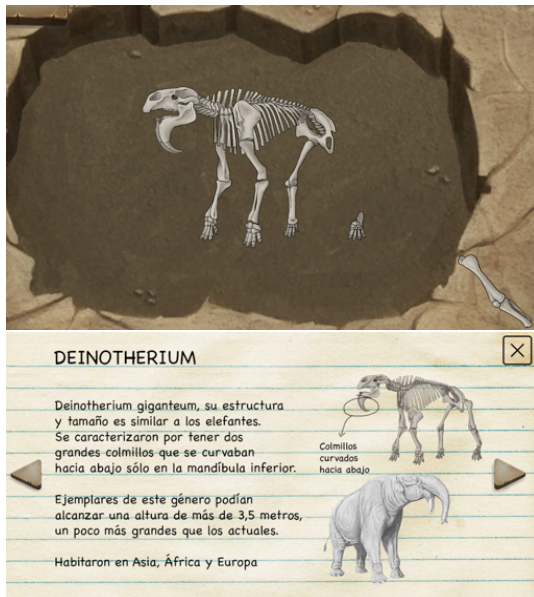 DEINOTHERIUM
Deinotherium giganteum, su estructura
y tamaño es similar a los elefantes.
Se caracterizaron por tener dos
grandes colmillos que se curvaban
hacia abajo sólo en la mandíbula inferior.
Colmillos
curvados
hacia abajo
Ejemplares de este género podían
alcanzar una altura de más de 3,5 metros,
un poco más grandes que los actuales.
Habitaron en Asia, África y Europa